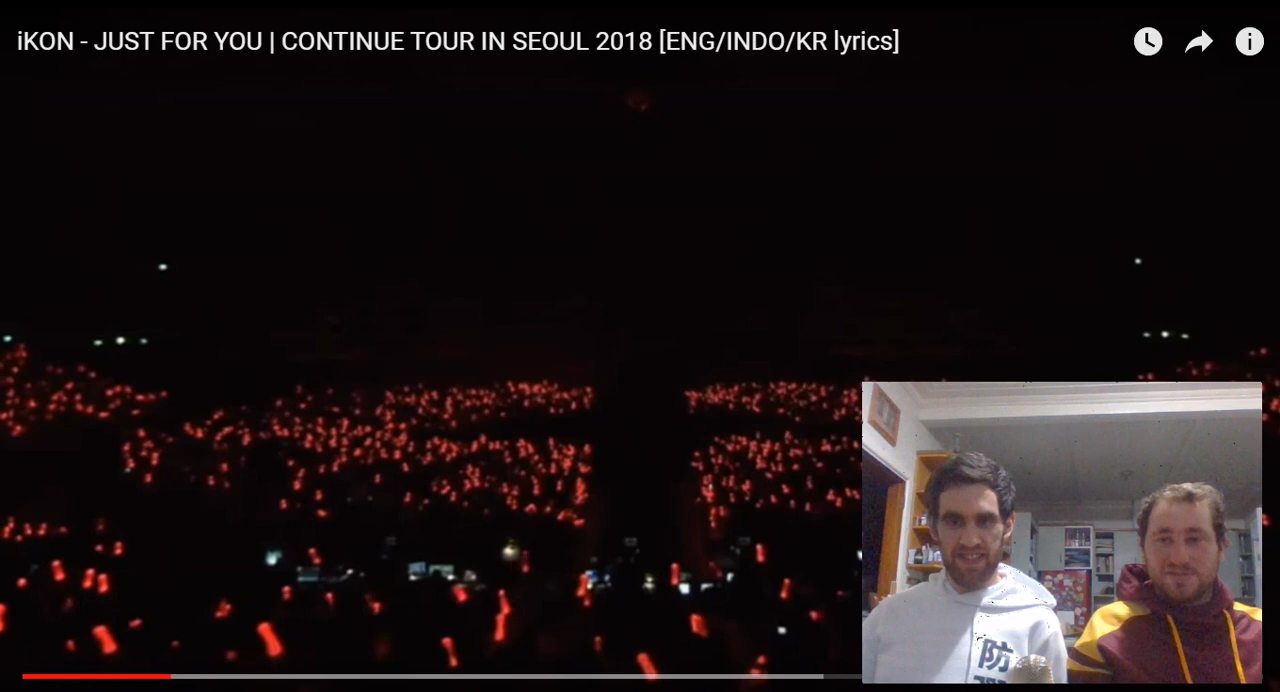 iKON - JUST FOR YOU | CONTINUE TOUR IN SEOUL 2018 [ENG/INDO/KR lyrics]
防